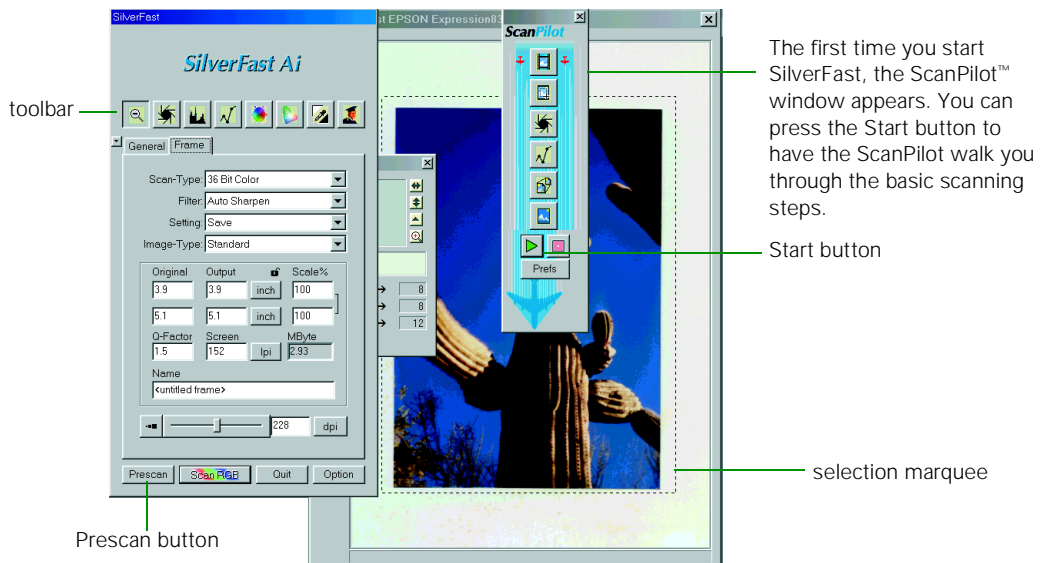 SilverFast
SilverFast Ai
toolbar
General Frame
Scan-Type: 36 Bit Color
Filter: Auto Sharpen
Setting: Save
Image-Type: Standard
Original Output Scale%
3.9 3.9 inch 100
5.1 5.1 inch 100
Q-Factor Screen MByte
1.5 152 lpi 2.93
Name
<untitled frame>
228 dpi
Prescan Scan RGB Quit Option
Prescan button
st EPSON Expression83
8
8
12
ScanPilot
Prefs
The first time you start
SilverFast, the ScanPilot™
window appears. You can
press the Start button to
have the ScanPilot walk you
through the basic scanning
steps.
Start button
selection marquee